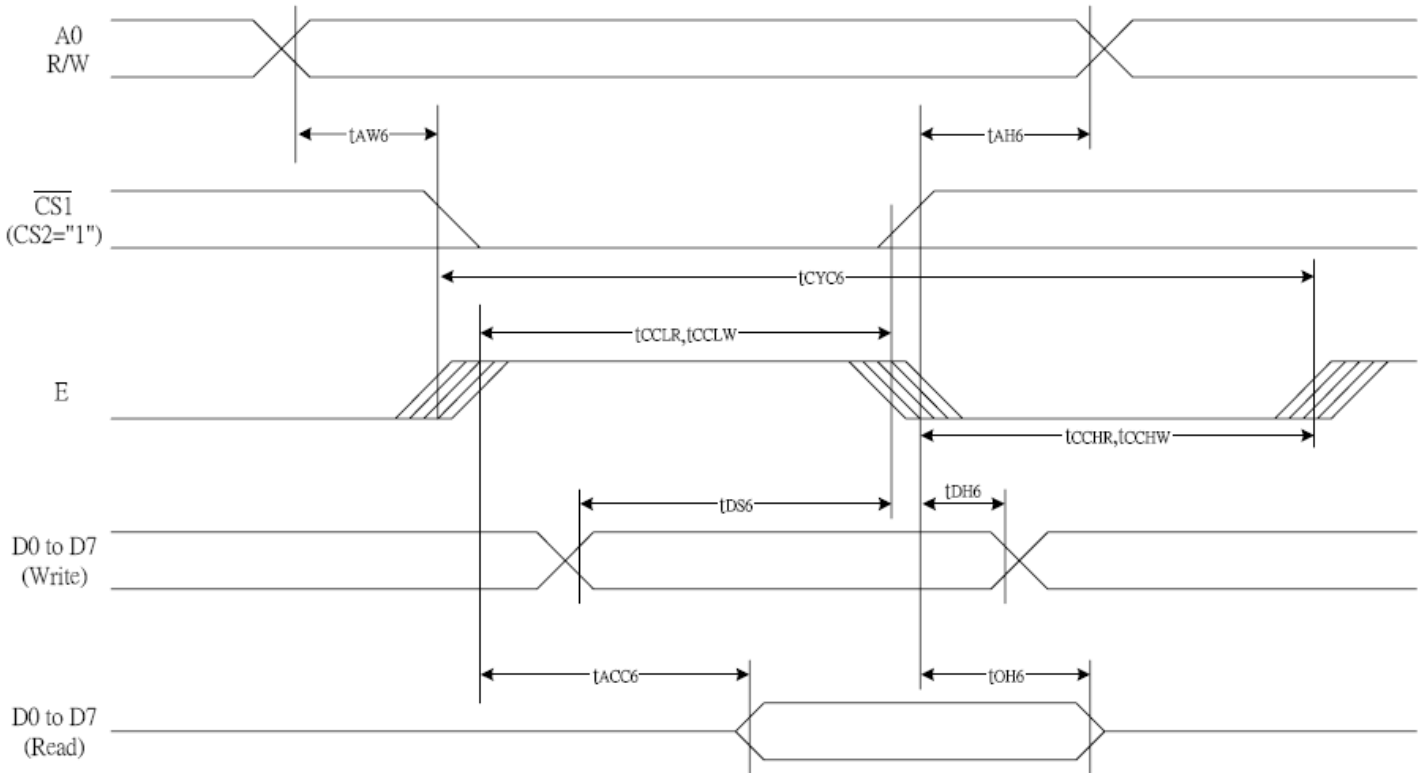 A0
R/W
tAW6
tAH6
CS1
(CS2="1")
tCYC6
tCCLR,tCCLW
E
tCCHR,tCCHW
tDS6
tDH6
D0 to D7
(Write)
tACC6
tOH6
D0 to D7
(Read)